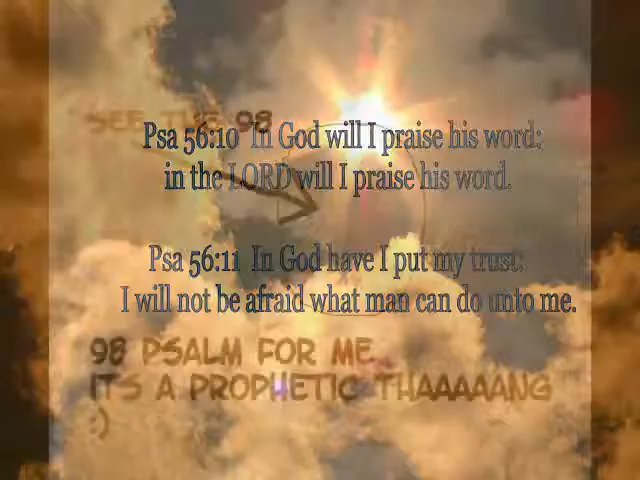 SEE THE 98
Psa 56:10 In God will I praise his word:
in the LORD will I praise his word.
Psa 56:11 In God have I put my trust:
I will not be afraid what man can do unto me.
98 PSALM FOR ME..
ITS A PROPHETIC THAAAAANG
:)